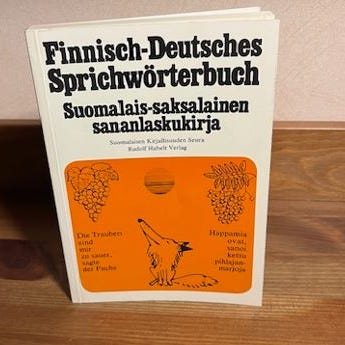 Finnisch-Deutsches
Sprichwörterbuch
Suomalais-saksalainen
sananlaskukirja
Suomalaisen Kirjallisuuden Seura
Rudolf Habelt Verlag
Die Trauben
sind
mir
zu sauer,
sagte
der Fuchs
Happamia
ovat,
sanoi
kettu
pihlajan-
marjoja